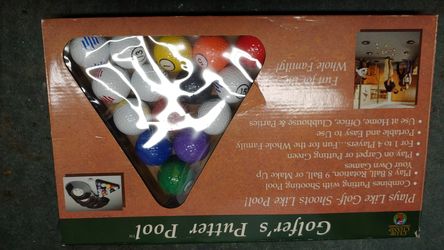 Golfer's Putter Pool™
Plays Like Golf- Shoots Like Pool!
• Combines Putting with Shooting Pool
• Play 8 Ball, Rotation, 9 Ball, or Make Up
Your Own Games
• Play on Carpet or Putting Green
• For 1 to 4 Players...Fun for the Whole Family
• Portable and Easy to Use
• Use at Home, Office, Clubhouse & Parties
Fun for the
Whole Family!